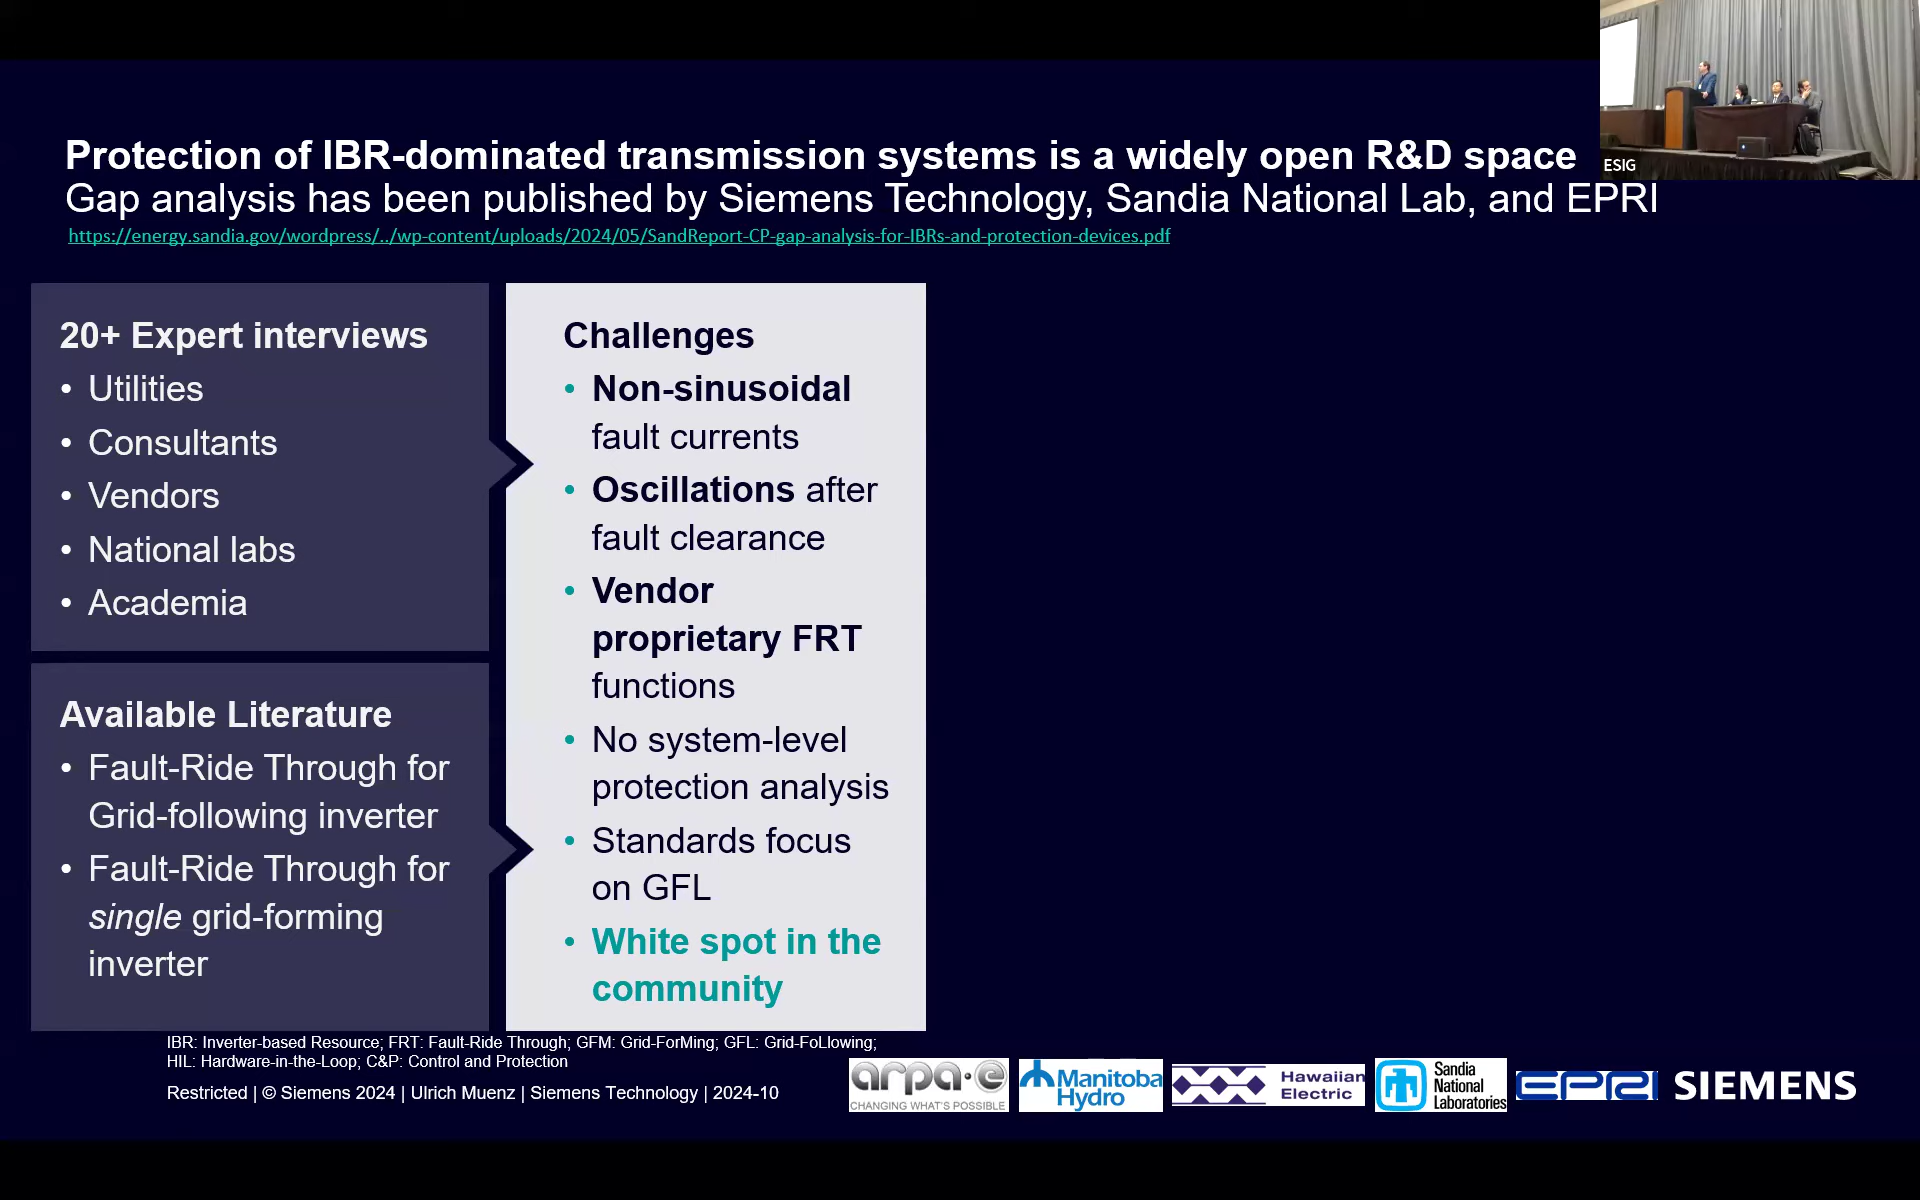 Protection of IBR-dominated transmission systems is a widely open R&D space
Gap analysis has been published by Siemens Technology, Sandia National Lab, and EPRI
https://energy.sandia.gov/wordpress/../wp-content/uploads/2024/05/SandReport-CP-gap-analysis-for-IBRs-and-protection-devices.pdf
ESIG
20+ Expert interviews
• Utilities
• Consultants
• Vendors
• National labs
• Academia
Available Literature
• Fault-Ride Through for
Grid-following inverter
• Fault-Ride Through for
single grid-forming
inverter
Challenges
• Non-sinusoidal
fault currents
• Oscillations after
fault clearance
• Vendor
proprietary FRT
functions
• No system-level
protection analysis
• Standards focus
on GFL
• White spot in the
community
IBR: Inverter-based Resource; FRT: Fault-Ride Through; GFM: Grid-ForMing; GFL: Grid-FoLlowing;
HIL: Hardware-in-the-Loop; C&P: Control and Protection
Restricted | © Siemens 2024 | Ulrich Muenz | Siemens Technology | 2024-10
arpa·e
CHANGING WHAT'S POSSIBLE
Manitoba
Hydro
Hawaiian
Electric
Sandia
National
Laboratories
EPRI
SIEMENS